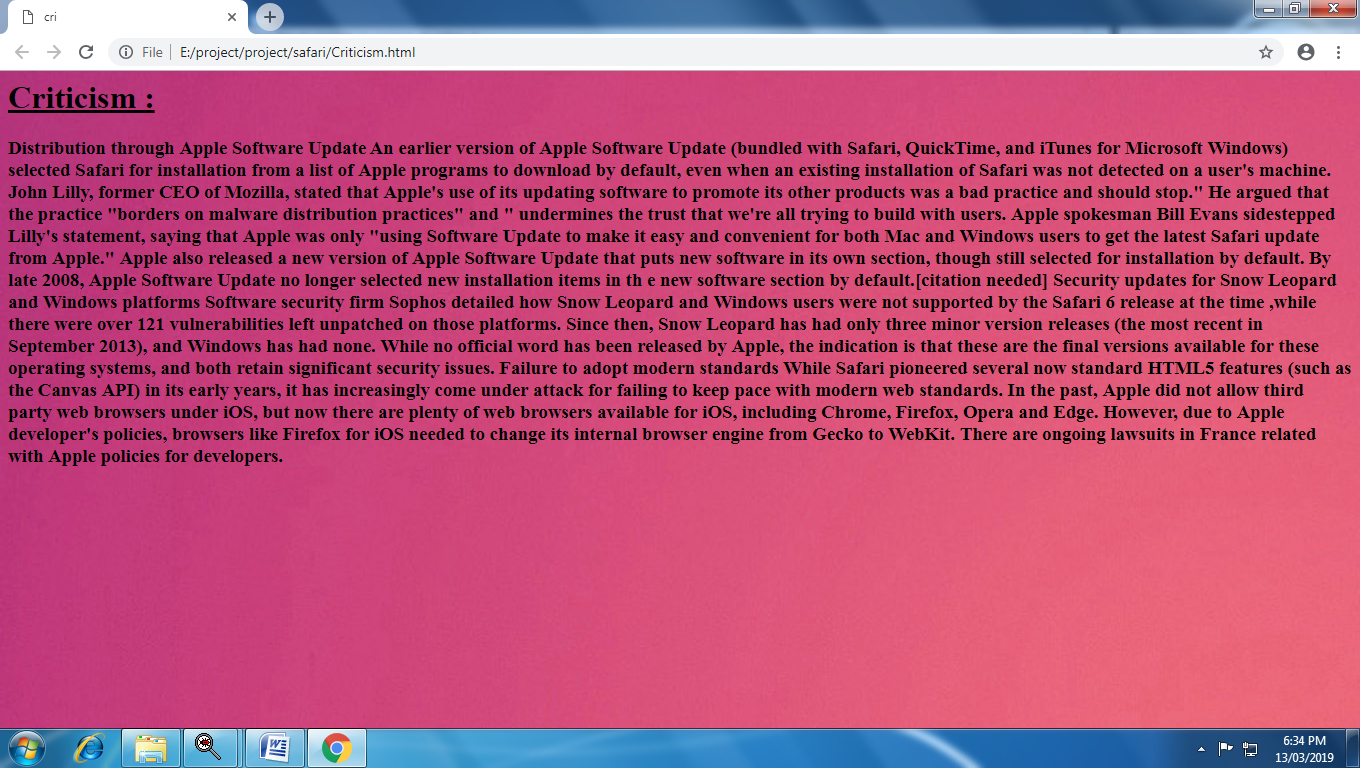 cri
File
E:/project/project/safari/Criticism.html
Criticism :
Distribution through Apple Software Update An earlier version of Apple Software Update (bundled with Safari, QuickTime, and iTunes for Microsoft Windows)
selected Safari for installation from a list of Apple programs to download by default, even when an existing installation of Safari was not detected on a user's machine.
John Lilly, former CEO of Mozilla, stated that Apple's use of its updating software to promote its other products was a bad practice and should stop." He argued that
the practice "borders on malware distribution practices" and " undermines the trust that we're all trying to build with users. Apple spokesman Bill Evans sidestepped
Lilly's statement, saying that Apple was only "using Software Update to make it easy and convenient for both Mac and Windows users to get the latest Safari update
from Apple." Apple also released a new version of Apple Software Update that puts new software in its own section, though still selected for installation by default. By
late 2008, Apple Software Update no longer selected new installation items in th e new software section by default.[citation needed] Security updates for Snow Leopard
and Windows platforms Software security firm Sophos detailed how Snow Leopard and Windows users were not supported by the Safari 6 release at the time ,while
there were over 121 vulnerabilities left unpatched on those platforms. Since then, Snow Leopard has had only three minor version releases (the most recent in
September 2013), and Windows has had none. While no official word has been released by Apple, the indication is that these are the final versions available for these
operating systems, and both retain significant security issues. Failure to adopt modern standards While Safari pioneered several now standard HTML5 features (such as
the Canvas API) in its early years, it has increasingly come under attack for failing to keep pace with modern web standards. In the past, Apple did not allow third
party web browsers under iOS, but now there are plenty of web browsers available for iOS, including Chrome, Firefox, Opera and Edge. However, due to Apple
developer's policies, browsers like Firefox for iOS needed to change its internal browser engine from Gecko to WebKit. There are ongoing lawsuits in France related
with Apple policies for developers.
6:34 PM
13/03/2019